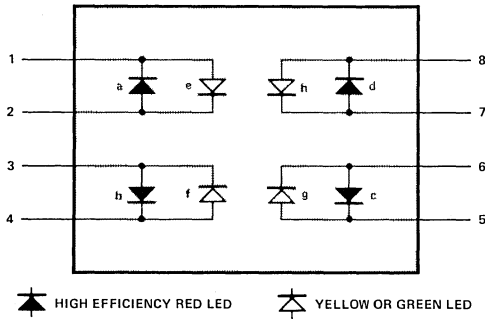 1
8
a
e
h
d
2
7
3
6
b
f
g
c
4
5
HIGH EFFICIENCY RED LED
YELLOW OR GREEN LED